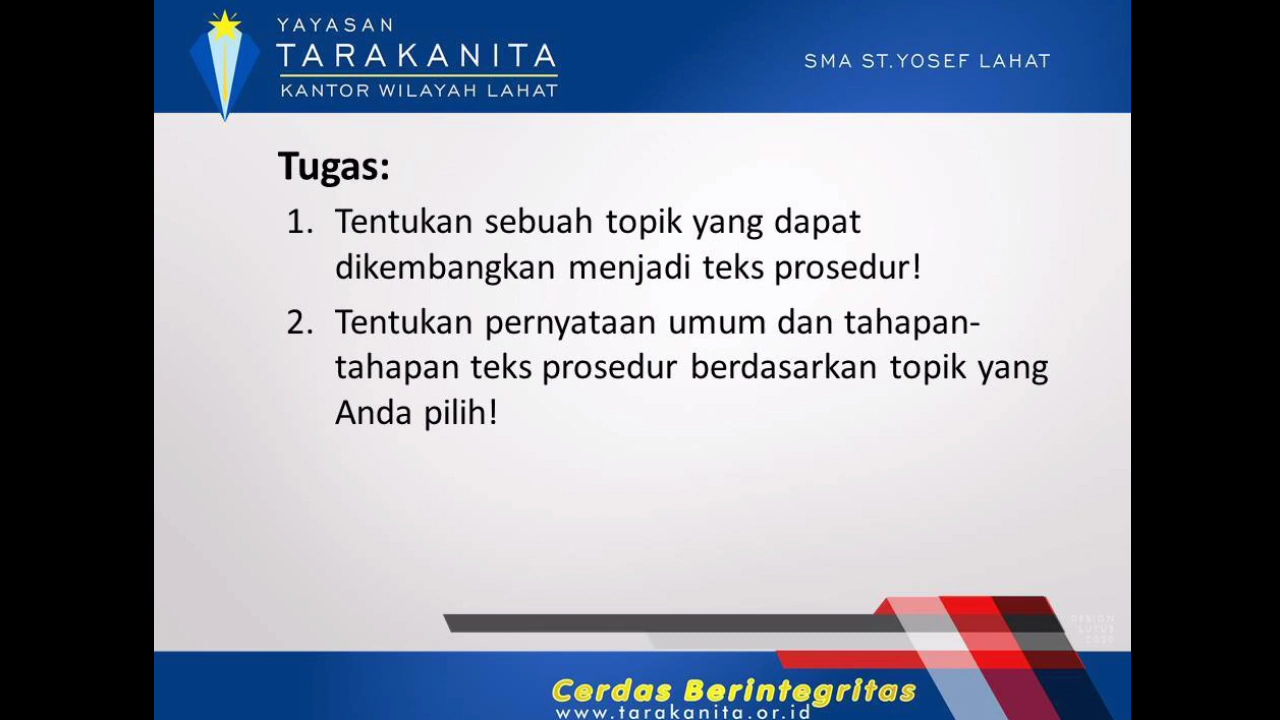 YAYASAN
TARAKANITA
KANTOR WILAYAH LAHAT
SMA ST.YOSEF LAHAT
Tugas:
1. Tentukan sebuah topik yang dapat
dikembangkan menjadi teks prosedur!
2. Tentukan pernyataan umum dan tahapan-
tahapan teks prosedur berdasarkan topik yang
Anda pilih!
Cerdas Berintegritas
www.tarakanita.or.id